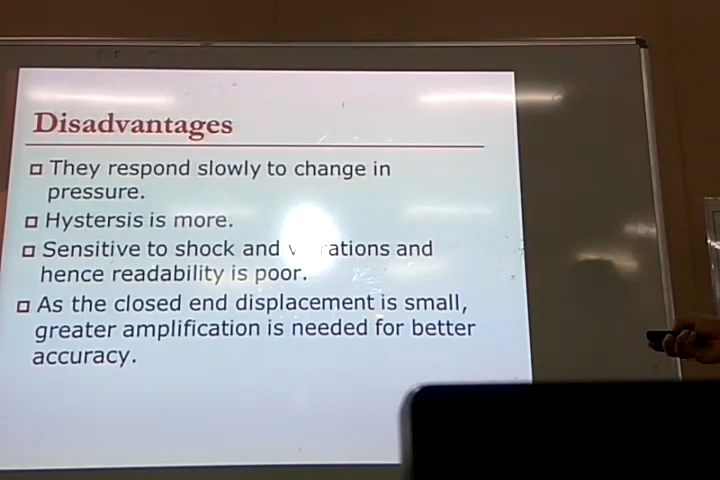 Disadvantages
They respond slowly to change in
pressure.
Hystersis is more.
Sensitive to shock and and
hence readability is poor.
As the closed end displacement is small,
greater amplification is needed for better
accuracy.